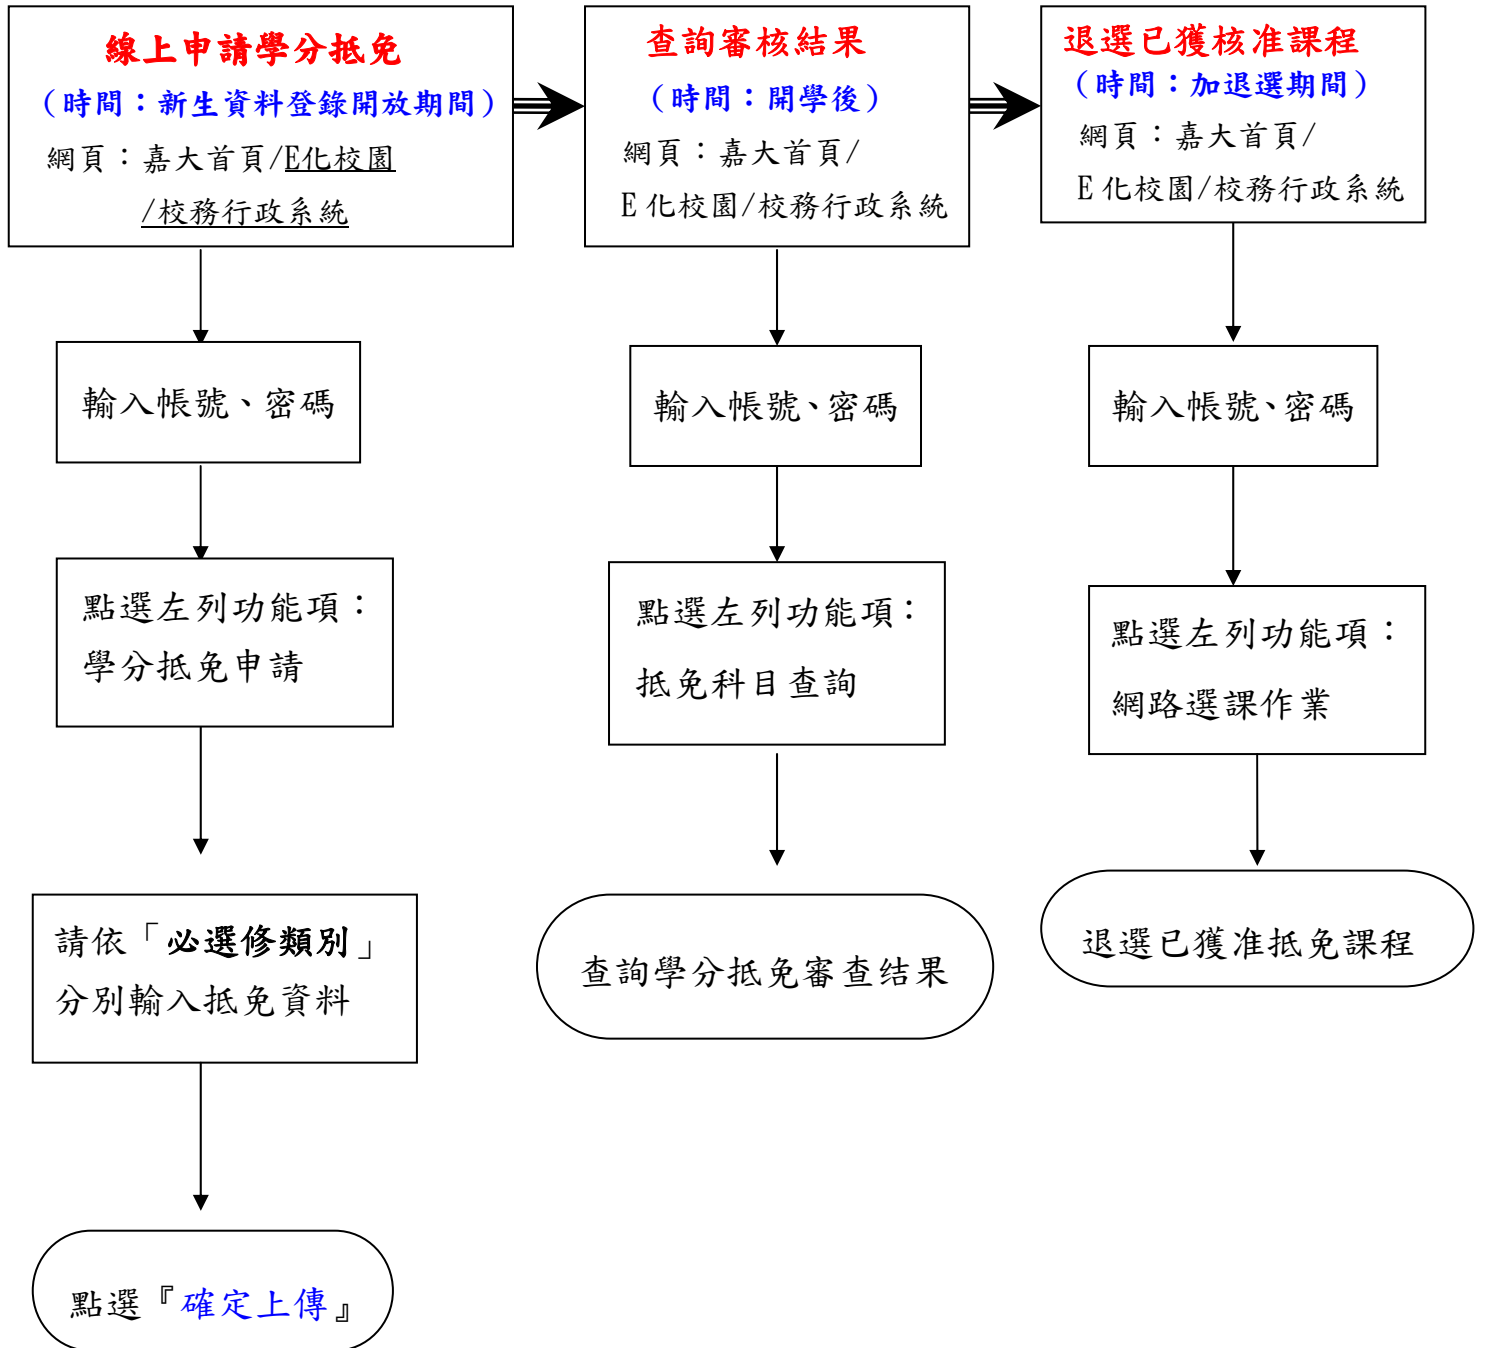 線上申請學分抵免
（時間：新生資料登錄開放期間）
網頁：嘉大首頁/E化校園
/校務行政系統
輸入帳號、密碼
點選左列功能項：
學分抵免申請
請依「必選修類別」
分別輸入抵免資料
點選『確定上傳』
查詢審核結果
（時間：開學後）
網頁：嘉大首頁/
E化校園/校務行政系統
輸入帳號、密碼
點選左列功能項：
抵免科目查詢
查詢學分抵免審查结果
退選已獲核准課程
（時間：加退選期間）
網頁：嘉大首頁/
E化校園/校務行政系統
輸入帳號、密碼
點選左列功能項：
網路選課作業
退選已獲准抵免課程